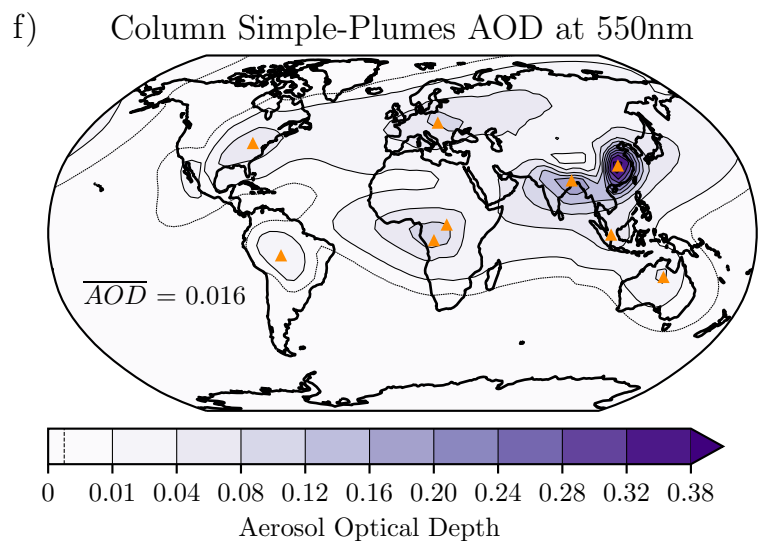 f) Column Simple-Plumes AOD at 550nm
AOD = 0.016
0 0.01 0.04 0.08 0.12 0.16 0.20 0.24 0.28 0.32 0.38
Aerosol Optical Depth